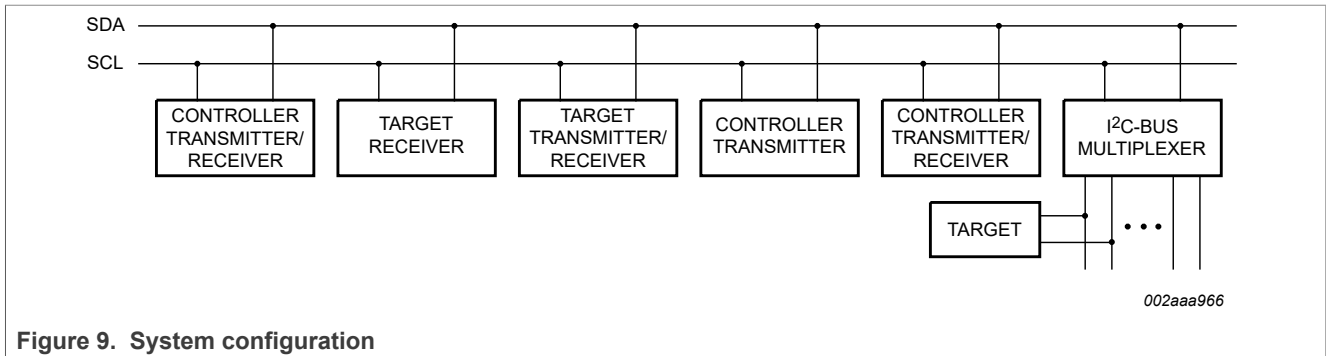 SDA
SCL
CONTROLLER
TRANSMITTER/
RECEIVER
TARGET
RECEIVER
TARGET
TRANSMITTER/
RECEIVER
CONTROLLER
TRANSMITTER
CONTROLLER
TRANSMITTER/
RECEIVER
I²C-BUS
MULTIPLEXER
TARGET
002aaa966
Figure 9. System configuration